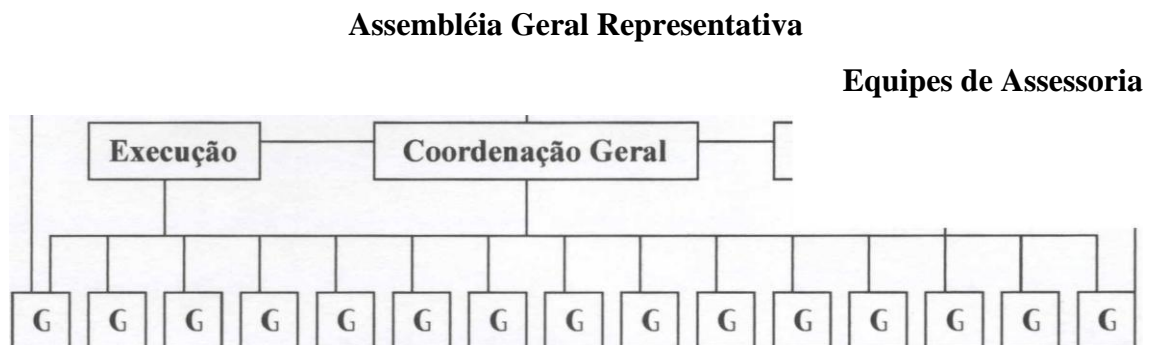 Assembléia Geral Representativa
Equipes de Assessoria
Execução Coordenação Geral
G G G G G G G G G G G G G G G